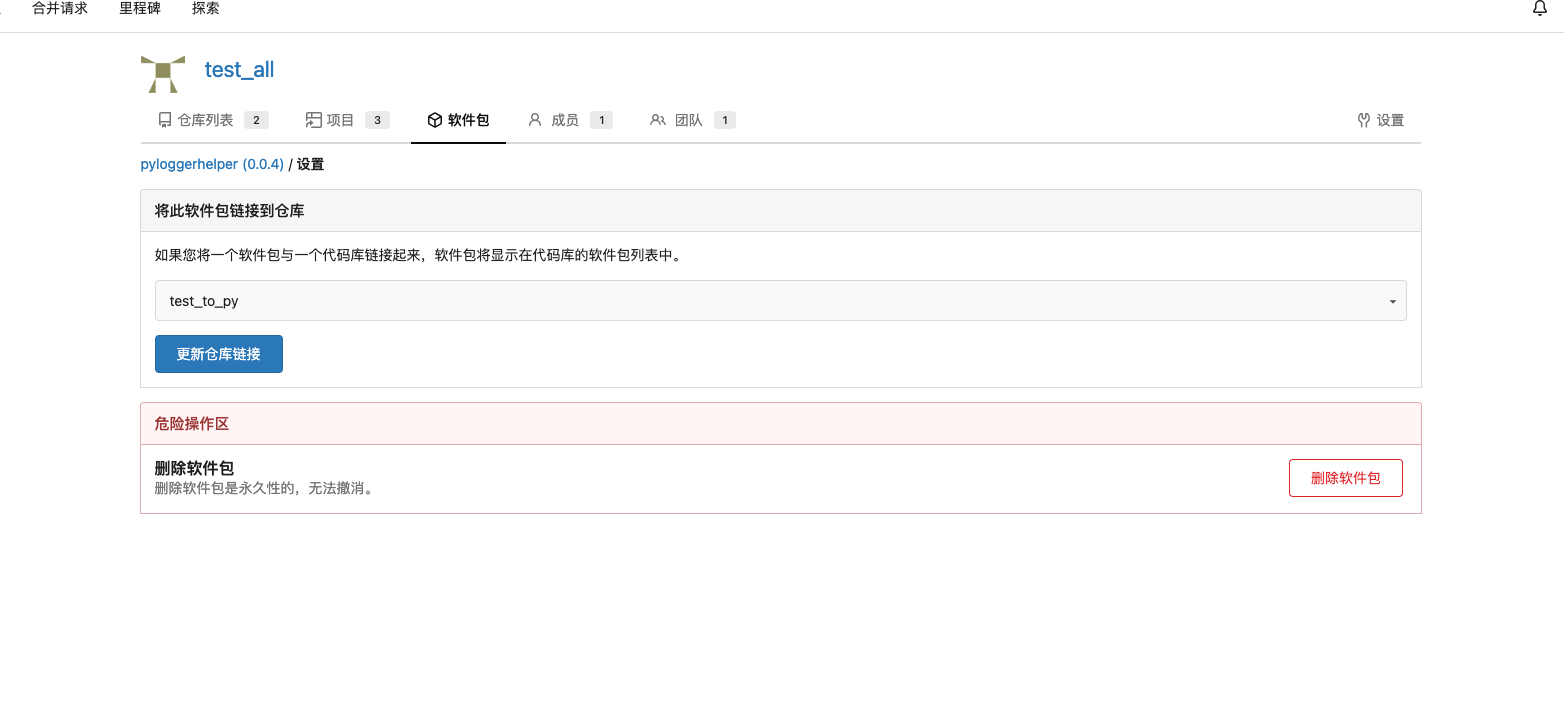 合并请求 里程碑 探索
test_all
仓库列表 2 项目 3 软件包 成员 1 团队 1 设置
pyloggerhelper (0.0.4) / 设置
将此软件包链接到仓库
如果您将一个软件包与一个代码库链接起来，软件包将显示在代码库的软件包列表中。
test_to_py
更新仓库链接
危险操作区
删除软件包
删除软件包是永久性的，无法撤消。
删除软件包